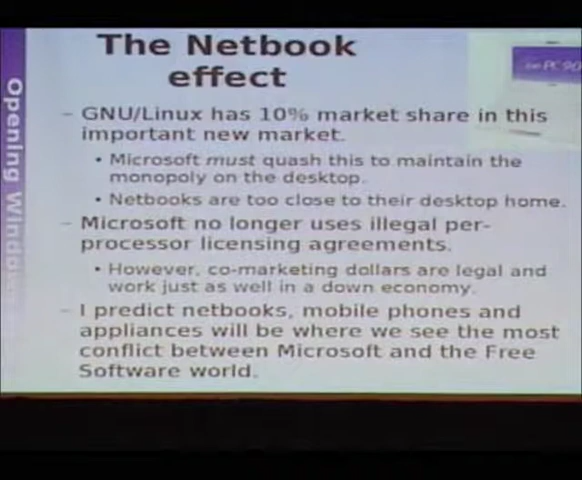 The Netbook
effect
– GNU/Linux has 10% market share in this
important new market.
• Microsoft must quash this to maintain the
monopoly on the desktop.
• Netbooks are too close to their desktop home.
– Microsoft no longer uses illegal per-
processor licensing agreements.
• However, co-marketing dollars are legal and
work just as well in a down economy.
– I predict netbooks, mobile phones and
appliances will be where we see the most
conflict between Microsoft and the Free
Software world.
Opening Windows
PC 90